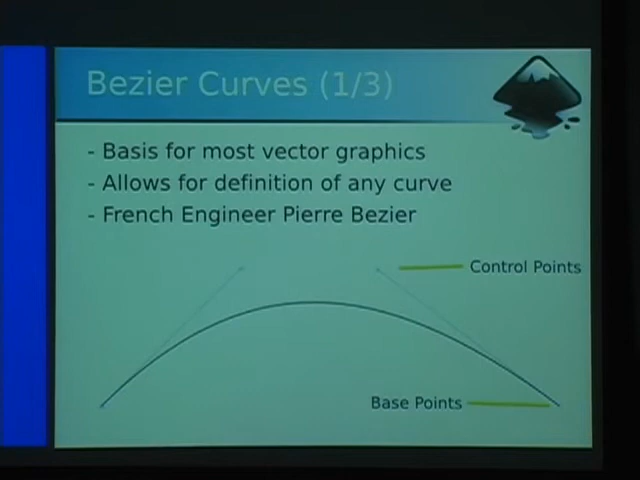 Bezier Curves (1/3)
- Basis for most vector graphics
- Allows for definition of any curve
- French Engineer Pierre Bezier
Control Points
Base Points